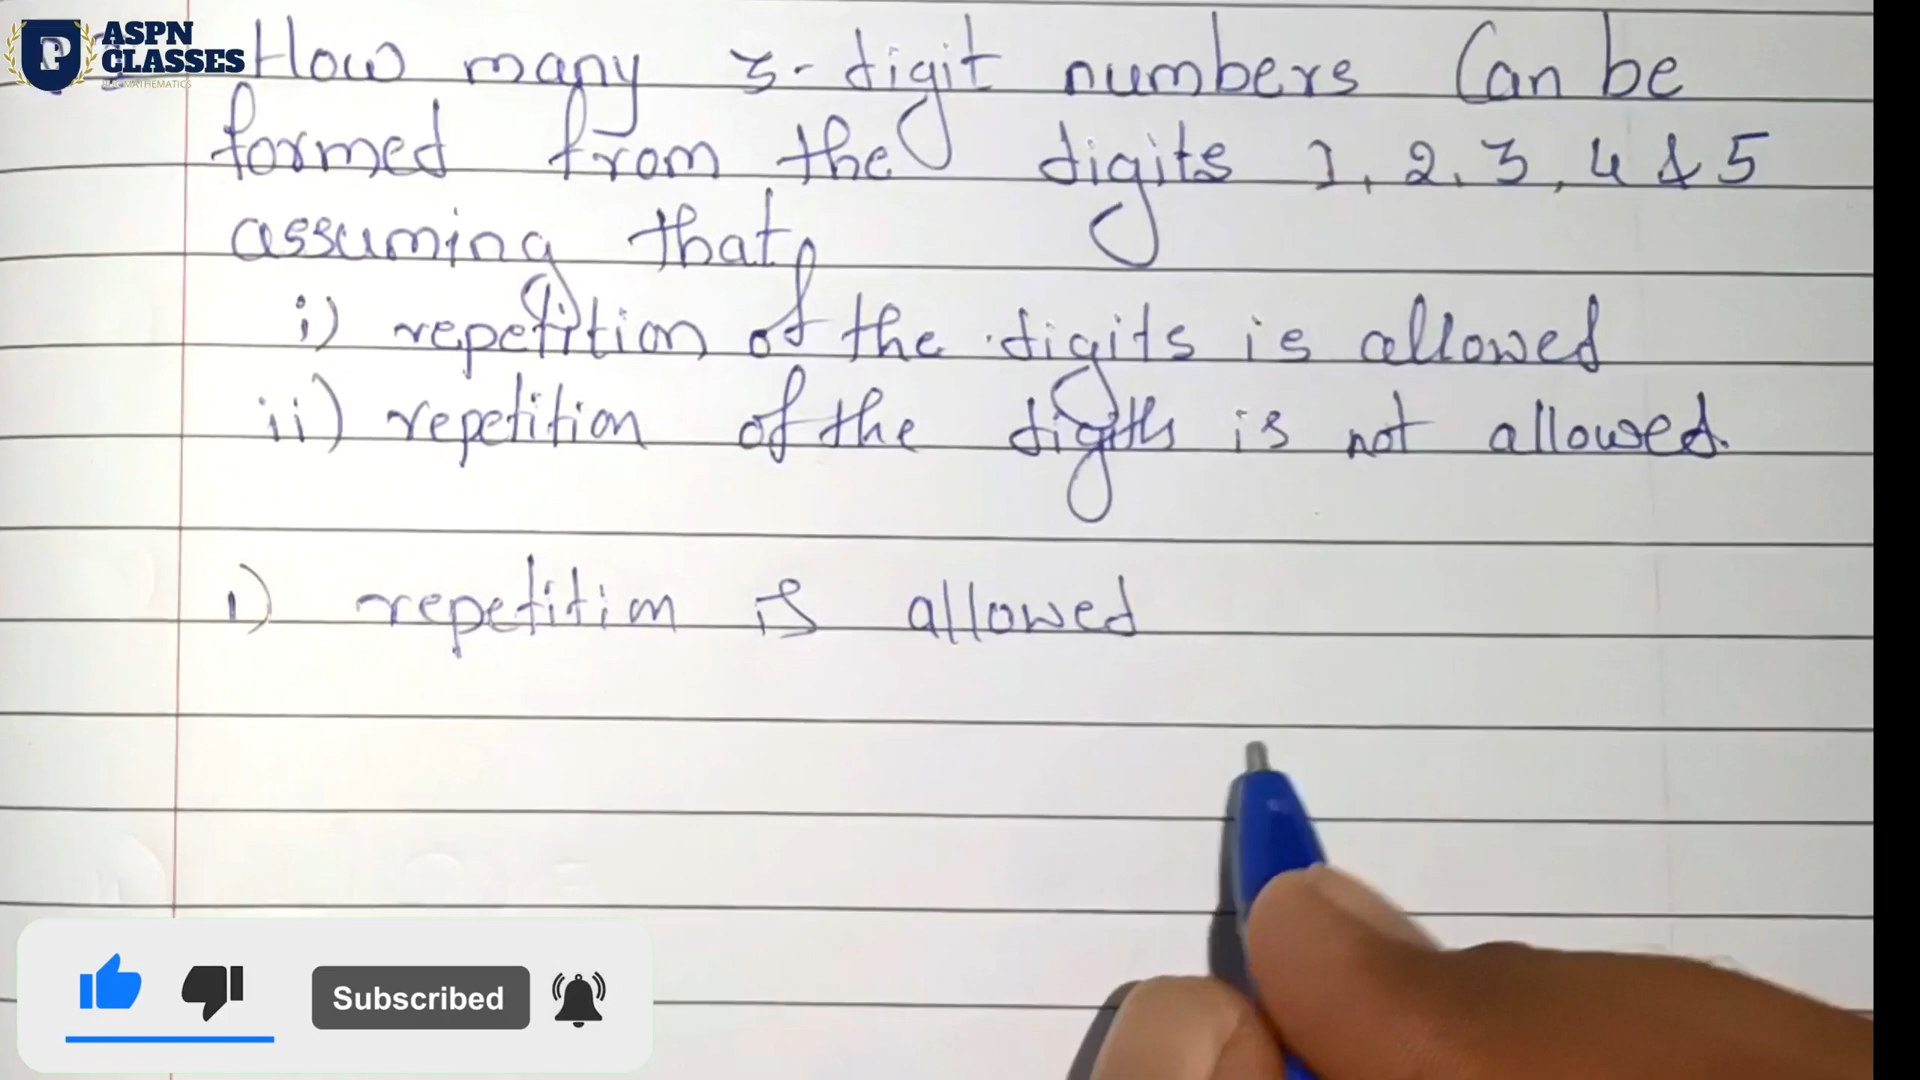 ASPN
CLASSES
How many 3-digit numbers Can be
formed from the digits 1, 2, 3, 4 & 5
assuming that
i) repetition of the digits is allowed
ii) repetition of the digits is not allowed.
1) repetition is allowed
Subscribed